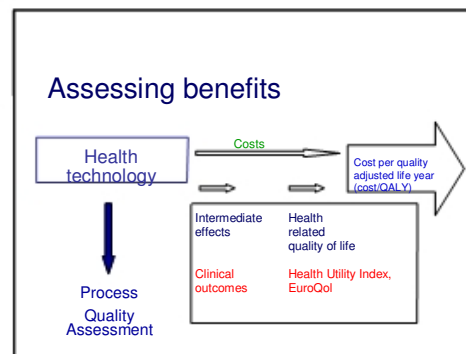 Assessing benefits
Costs
Health
technology
Cost per quality
adjusted life year
(cost/QALY)
Intermediate
effects
Health
related
quality of life
Clinical
outcomes
Health Utility Index,
EuroQol
Process
Quality
Assessment